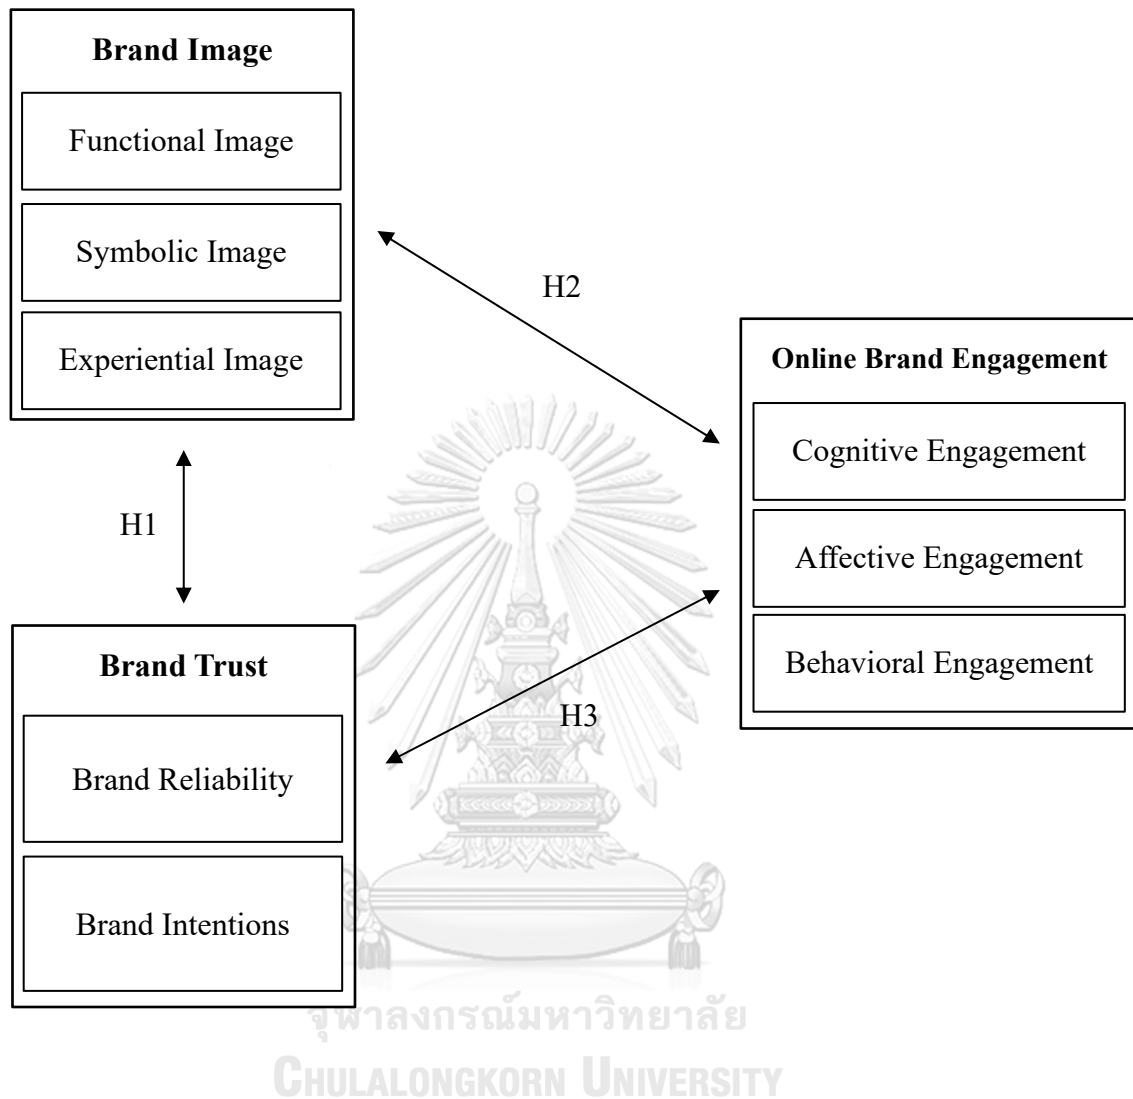 Brand Image
Functional Image
Symbolic Image
Experiential Image
H2
Online Brand Engagement
Cognitive Engagement
Affective Engagement
Behavioral Engagement
H1
H3
Brand Trust
Brand Reliability
Brand Intentions
จุฬาลงกรณ์มหาวิทยาลัย
CHULALONGKORN UNIVERSITY